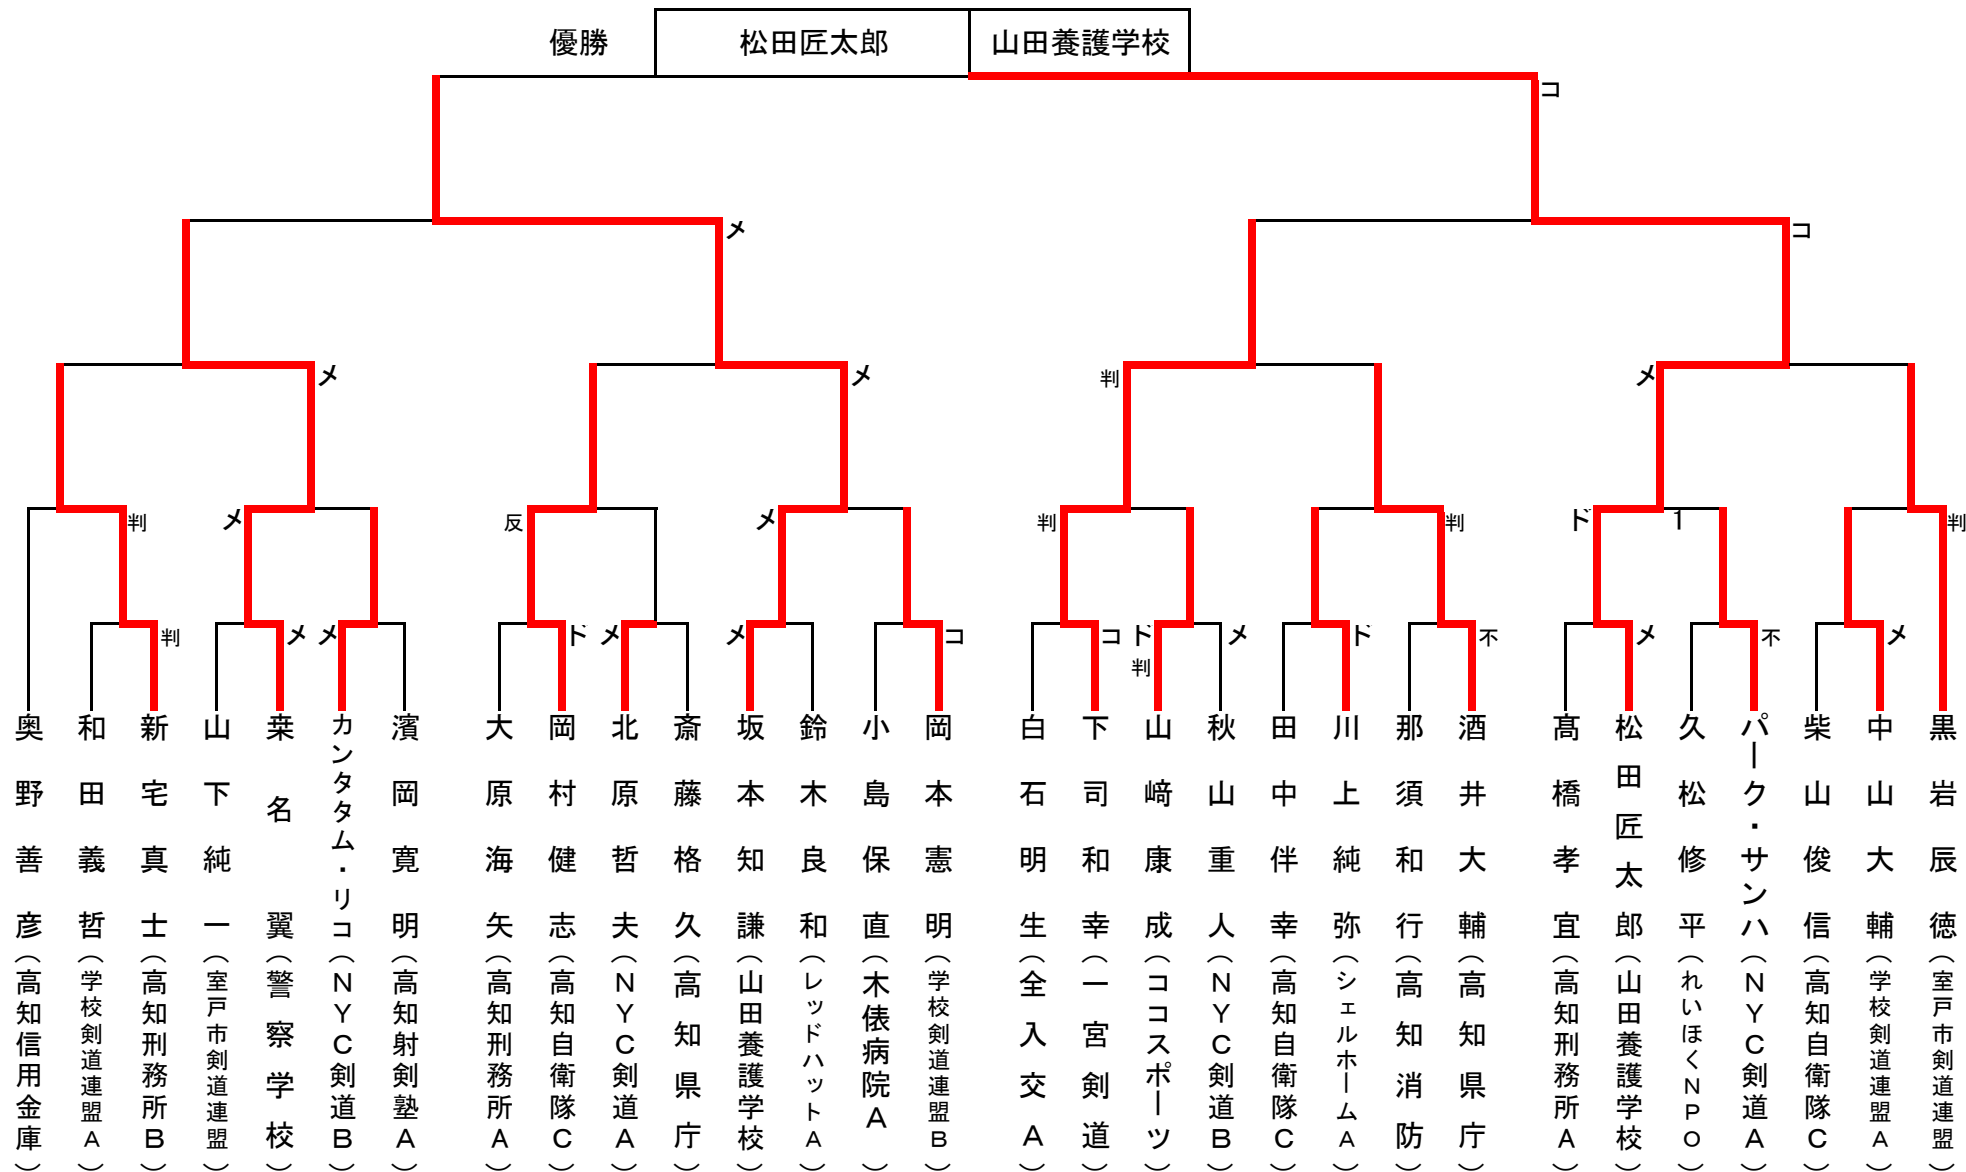 優勝 松田匠太郎 山田養護学校
コ
メ コ
メ メ 判 メ
判 メ 反 メ 判 判 ド 1 判
判 メ メ ド メ メ コ コ ド メ ド 不 メ 不 メ
判
奥野善彦（高知信用金庫）
和田義哲（学校剣道連盟A）
新宅真士（高知刑務所B）
山下純一（室戸市剣道連盟）
桒名翼（警察学校）
カンタタム・リコ（NYC剣道B）
濱岡寛明（高知射剣塾A）
大原海矢（高知刑務所A）
岡村健志（高知自衛隊C）
北原哲夫（NYC剣道A）
斎藤格久（高知県庁）
坂本知謙（山田養護学校）
鈴木良和（レッドハットA）
小島保直（木俵病院A）
岡本憲明（学校剣道連盟B）
白石明生（全入交A）
下司和幸（一宮剣道）
山﨑康成（ココスポーツ）
秋山重人（NYC剣道B）
田中伴幸（高知自衛隊C）
川上純弥（シェルホームA）
那須和行（高知消防）
酒井大輔（高知県庁）
髙橋孝宜（高知刑務所A）
松田匠太郎（山田養護学校）
久松修平（れいほくNPO）
パーク・サンハ（NYC剣道A）
柴山俊信（高知自衛隊C）
中山大輔（学校剣道連盟A）
黒岩辰徳（室戸市剣道連盟）